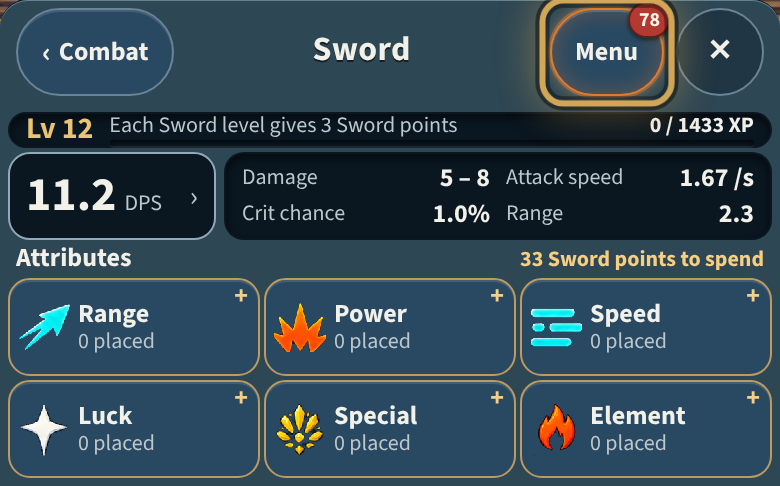 ‹ Combat
Sword
Menu
78
×
Lv 12
Each Sword level gives 3 Sword points
0 / 1433 XP
11.2 DPS ›
Damage 5 – 8
Attack speed 1.67 /s
Crit chance 1.0%
Range 2.3
Attributes
33 Sword points to spend
Range
0 placed
+
Power
0 placed
+
Speed
0 placed
+
Luck
0 placed
+
Special
0 placed
+
Element
0 placed
+